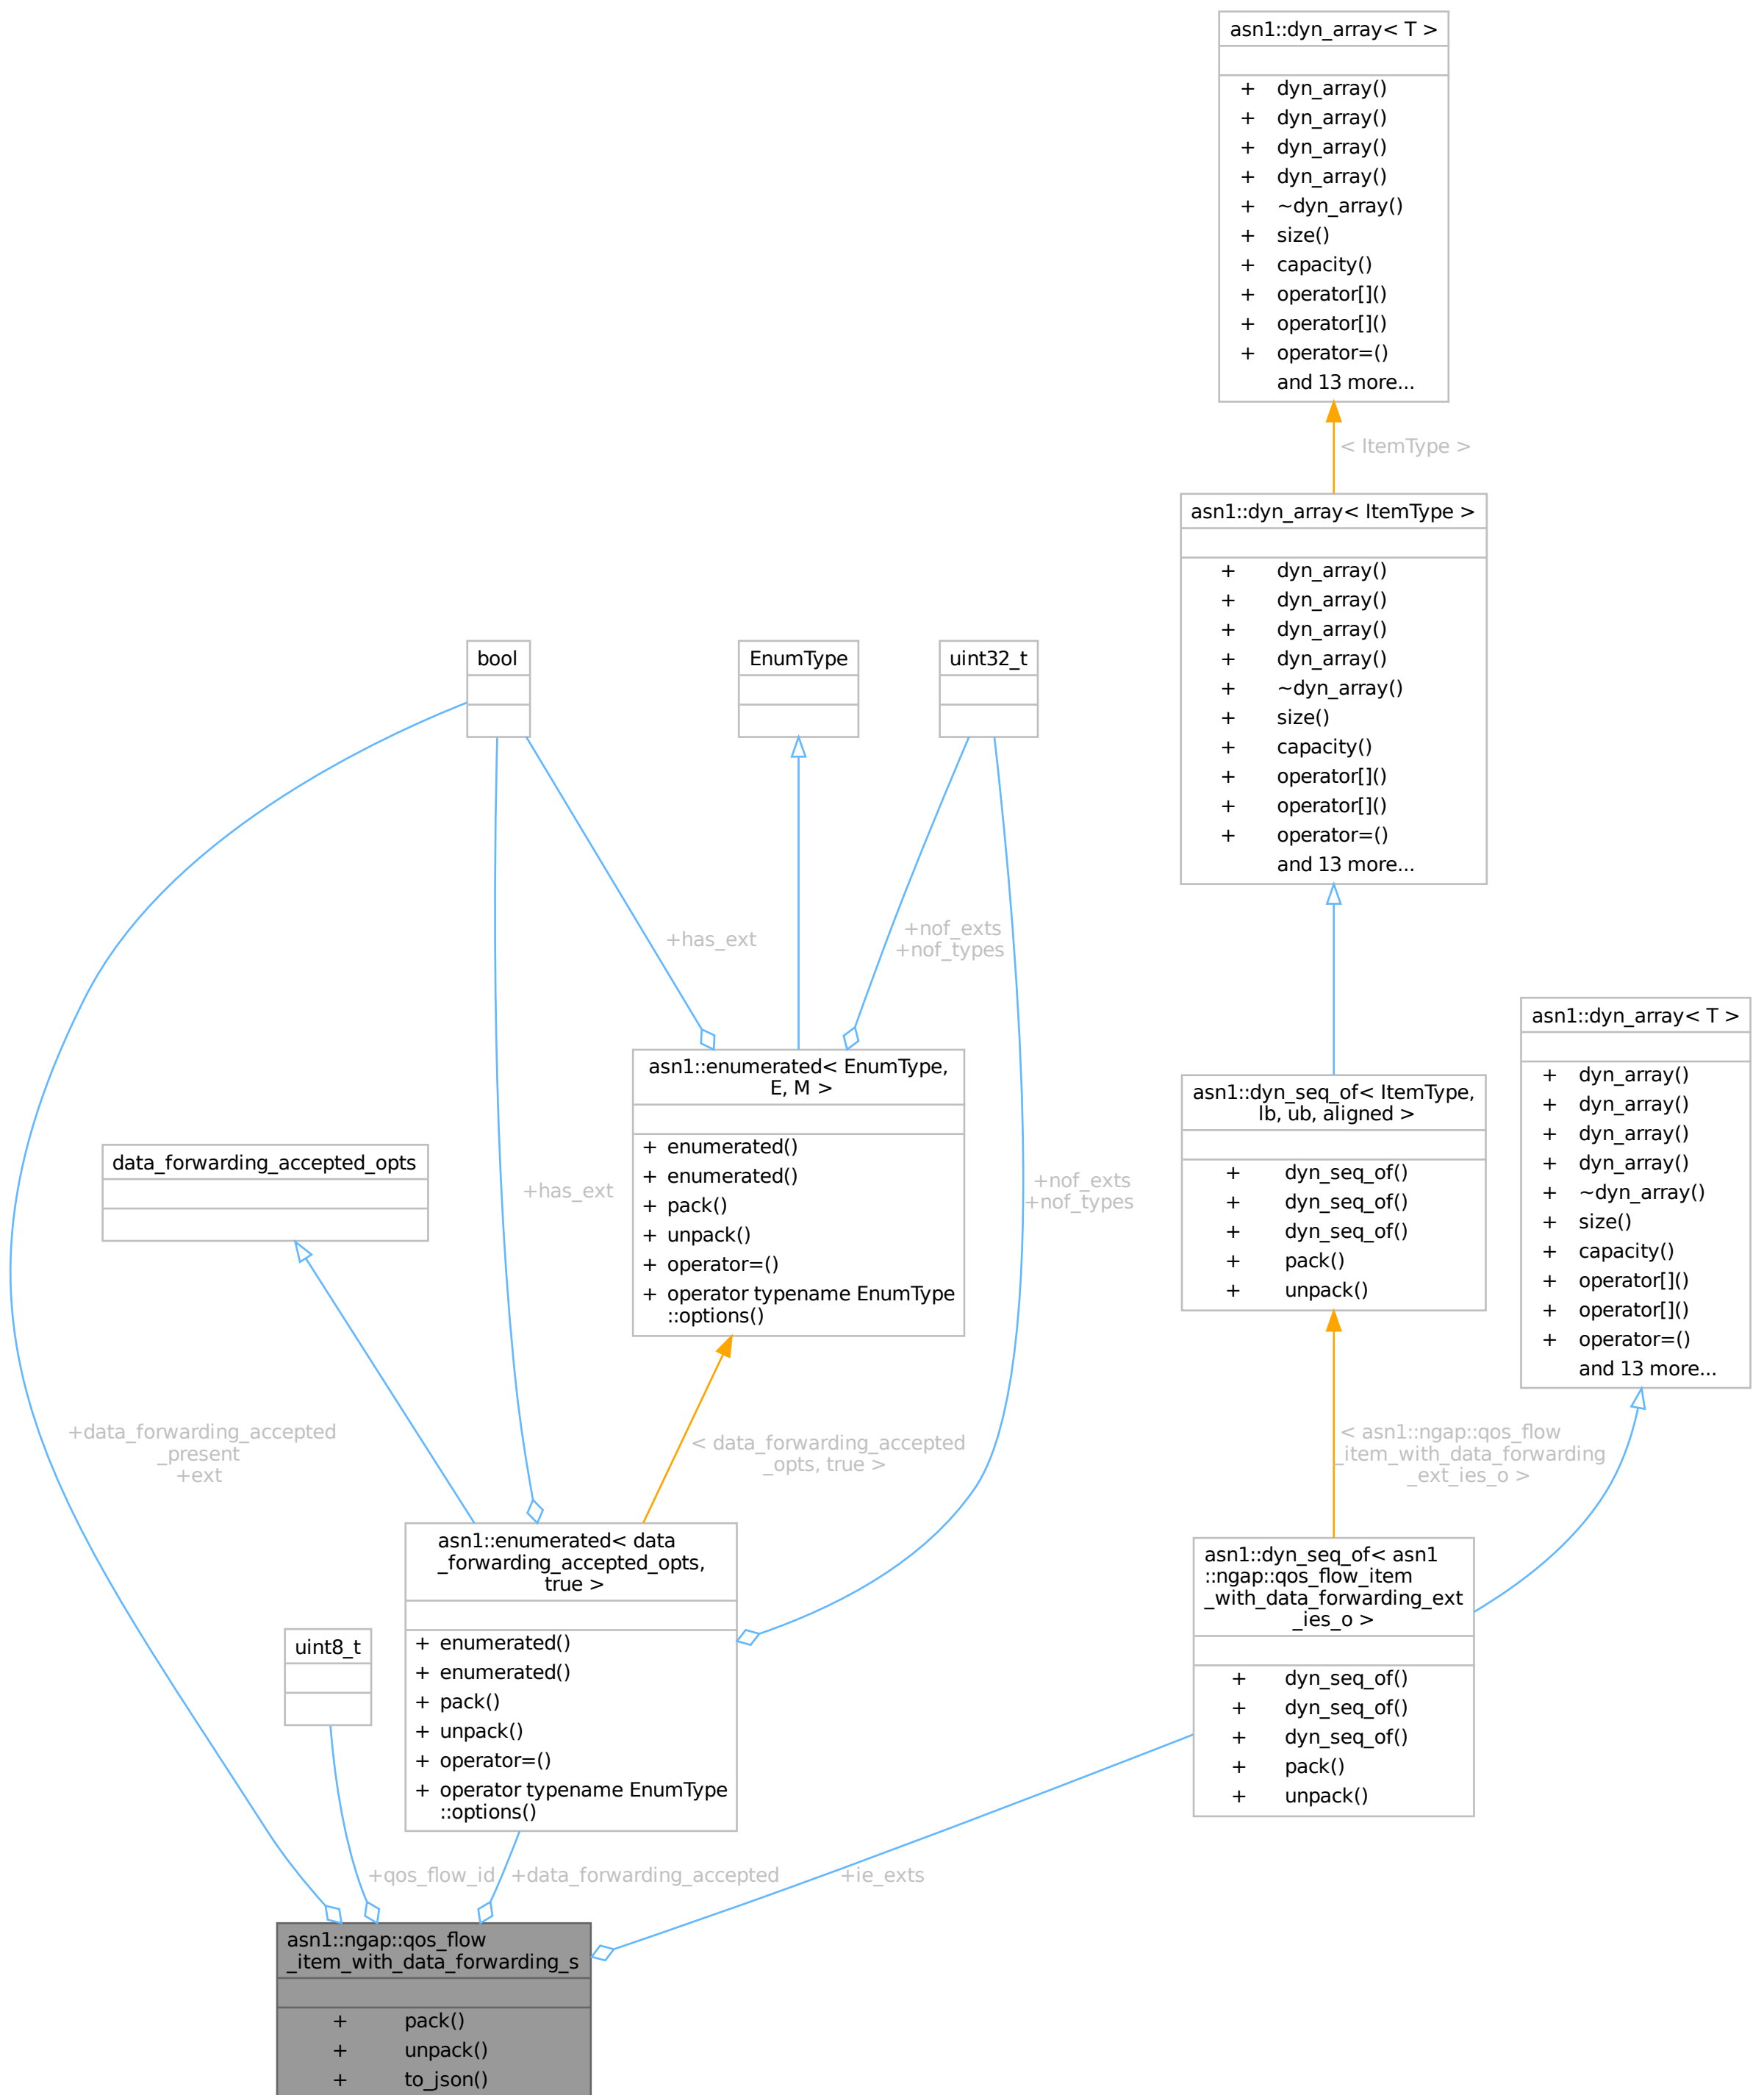 asn1::dyn_array< T >
+ dyn_array()
+ dyn_array()
+ dyn_array()
+ dyn_array()
+ ~dyn_array()
+ size()
+ capacity()
+ operator[]()
+ operator[]()
+ operator=()
and 13 more...
< ItemType >
asn1::dyn_array< ItemType >
+ dyn_array()
+ dyn_array()
+ dyn_array()
+ dyn_array()
+ ~dyn_array()
+ size()
+ capacity()
+ operator[]()
+ operator[]()
+ operator=()
and 13 more...
bool
EnumType
uint32_t
+has_ext
+nof_exts
+nof_types
asn1::dyn_array< T >
+ dyn_array()
+ dyn_array()
+ dyn_array()
+ dyn_array()
+ ~dyn_array()
+ size()
+ capacity()
+ operator[]()
+ operator[]()
+ operator=()
and 13 more...
asn1::enumerated< EnumType,
E, M >
+ enumerated()
+ enumerated()
+ pack()
+ unpack()
+ operator=()
+ operator typename EnumType
::options()
asn1::dyn_seq_of< ItemType,
lb, ub, aligned >
+ dyn_seq_of()
+ dyn_seq_of()
+ dyn_seq_of()
+ pack()
+ unpack()
data_forwarding_accepted_opts
+has_ext
+nof_exts
+nof_types
+data_forwarding_accepted
_present
+ext
< data_forwarding_accepted
_opts, true >
< asn1::ngap::qos_flow
_item_with_data_forwarding
_ext_ies_o >
asn1::enumerated< data
_forwarding_accepted_opts,
true >
+ enumerated()
+ enumerated()
+ pack()
+ unpack()
+ operator=()
+ operator typename EnumType
::options()
asn1::dyn_seq_of< asn1
::ngap::qos_flow_item
_with_data_forwarding_ext
_ies_o >
+ dyn_seq_of()
+ dyn_seq_of()
+ dyn_seq_of()
+ pack()
+ unpack()
uint8_t
+qos_flow_id
+data_forwarding_accepted
+ie_exts
asn1::ngap::qos_flow
_item_with_data_forwarding_s
+ pack()
+ unpack()
+ to_json()